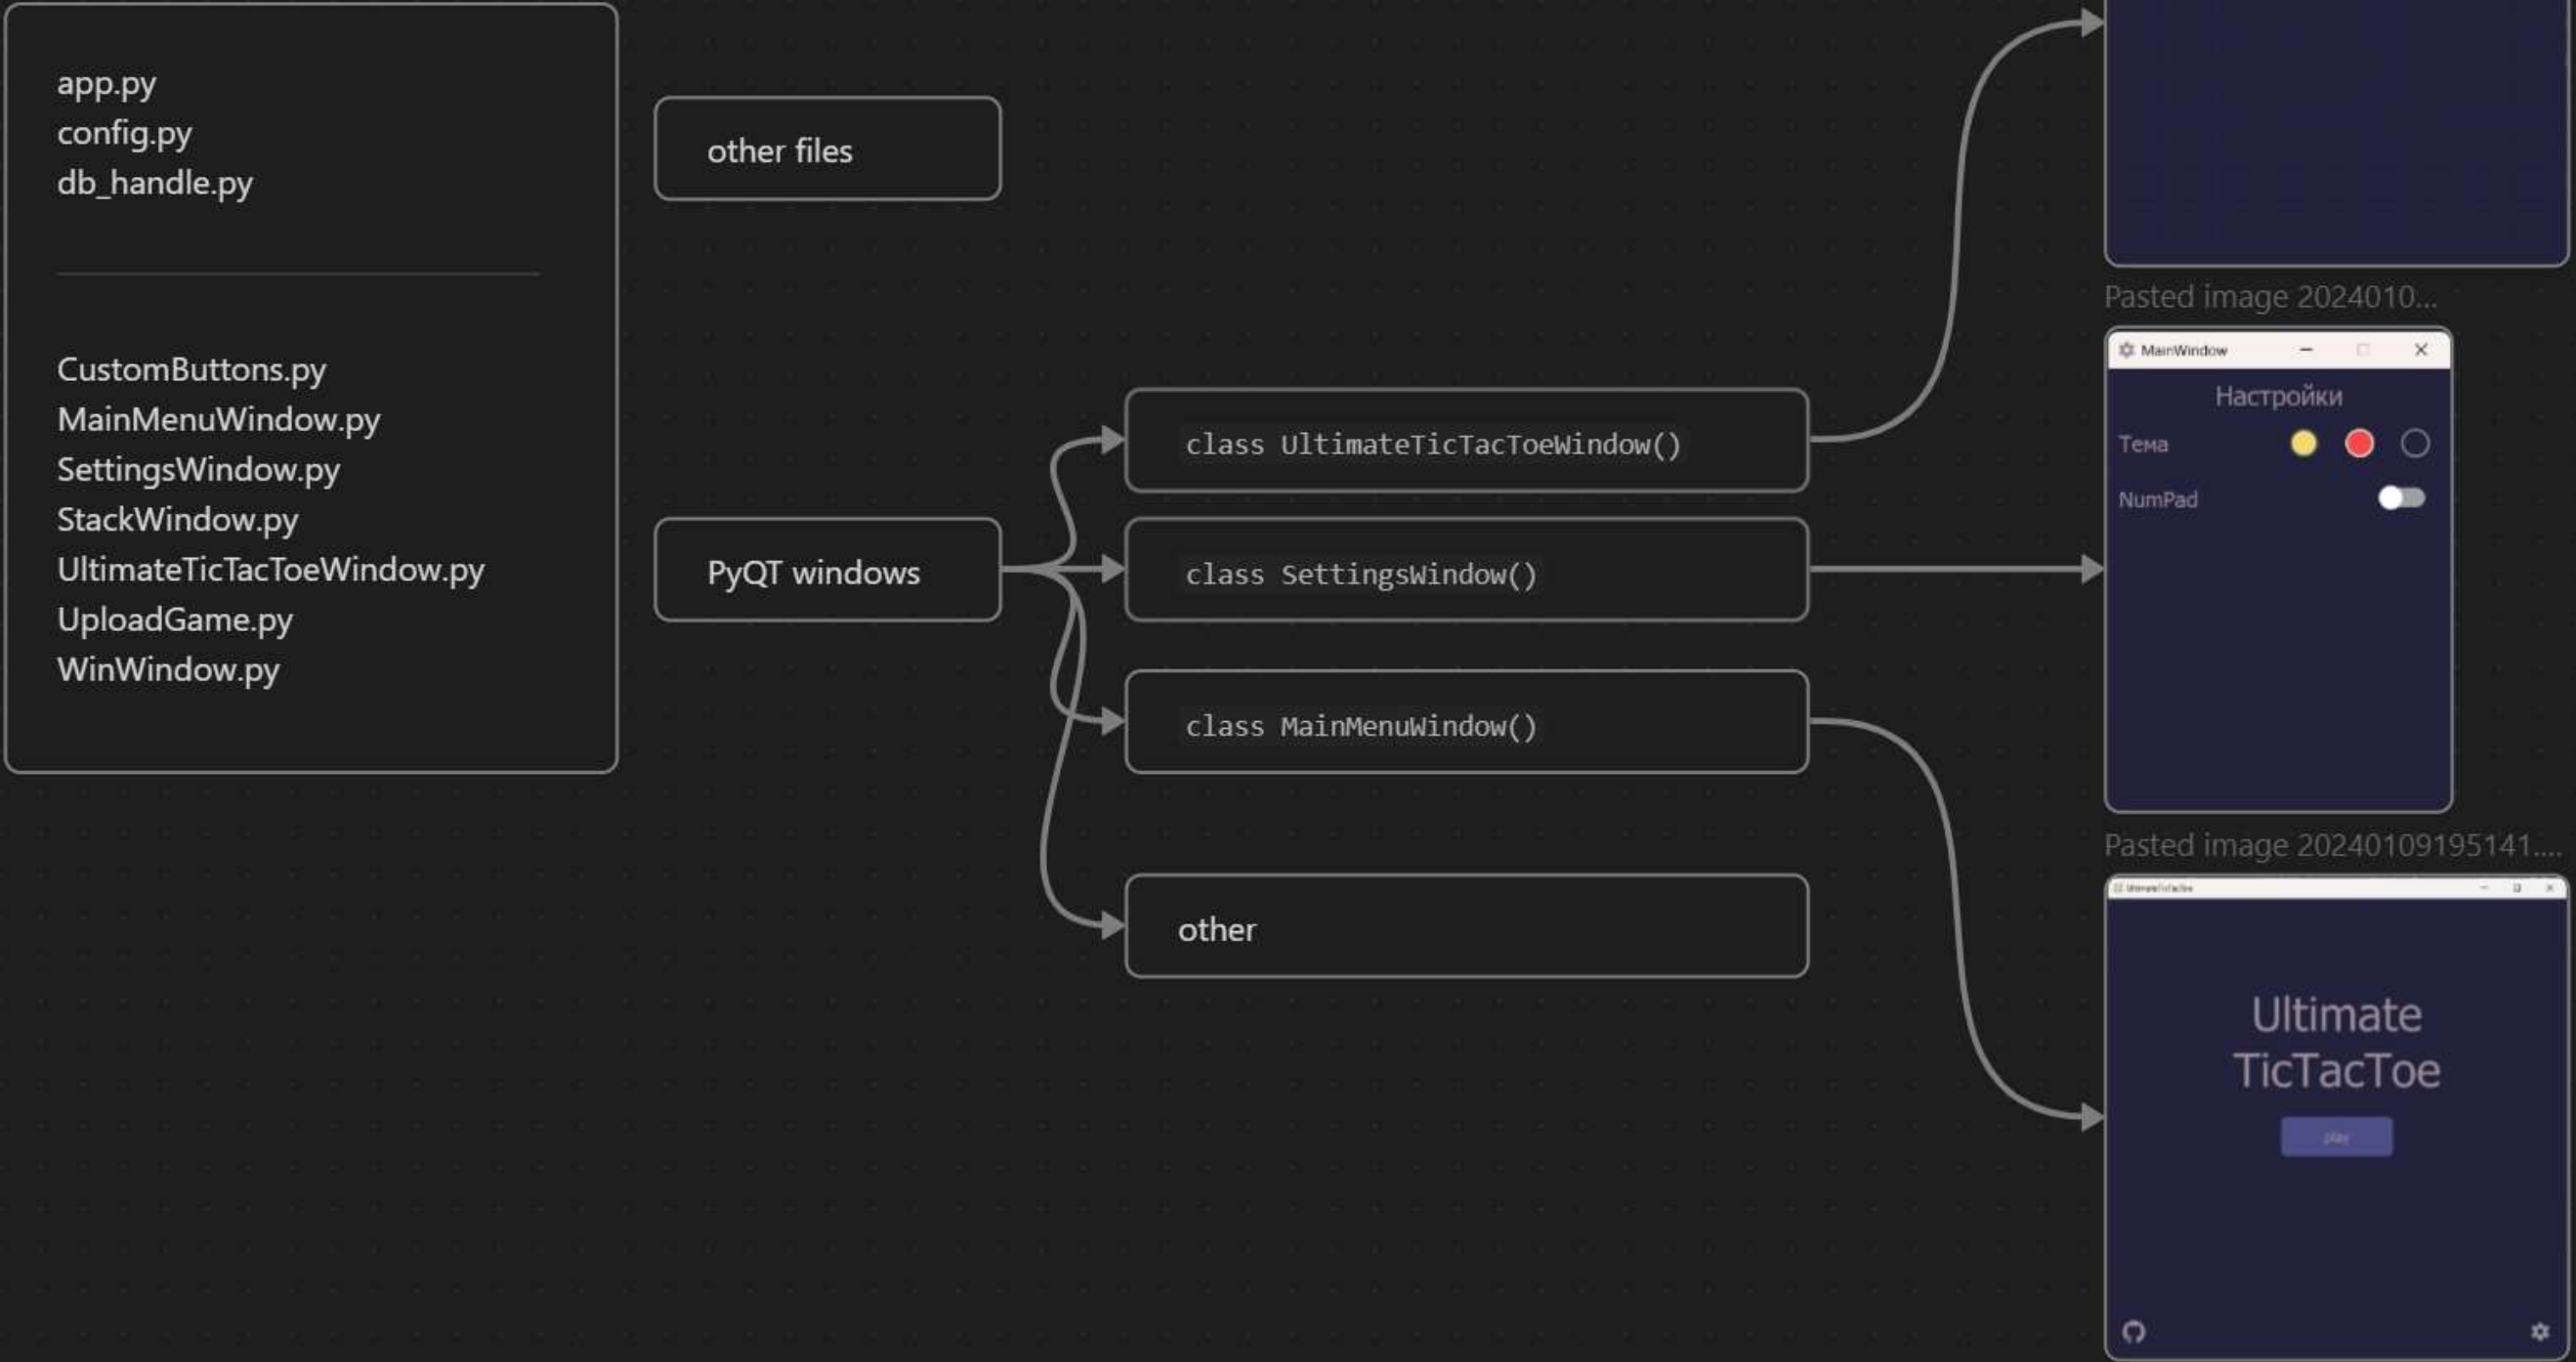 app.py
config.py
db_handle.py
CustomButtons.py
MainMenuWindow.py
SettingsWindow.py
StackWindow.py
UltimateTicTacToeWindow.py
UploadGame.py
WinWindow.py
other files
PyQT windows
class UltimateTicTacToeWindow()
class SettingsWindow()
class MainMenuWindow()
other
Pasted image 2024010...
MainWindow
Настройки
Тема
NumPad
Pasted image 20240109195141....
UltimateTicTacToe
Ultimate
TicTacToe
play